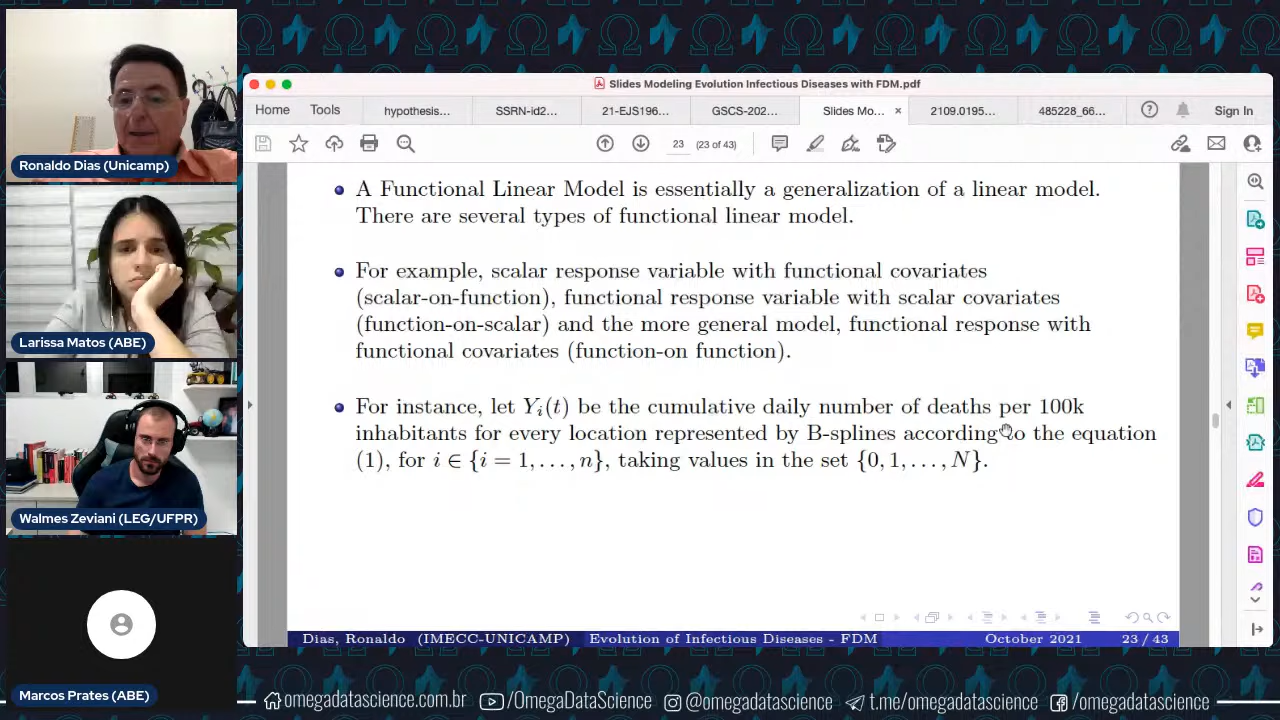 Ronaldo Dias (Unicamp)
Larissa Matos (ABE)
Walmes Zeviani (LEG/UFPR)
Marcos Prates (ABE)
Slides Modeling Evolution Infectious Diseases with FDM.pdf
Home Tools hypothesis... SSRN-id2... 21-EJS196... GSCS-202... Slides Mo... × 2109.0195... 485228_66... Sign In
23 (23 of 43)
• A Functional Linear Model is essentially a generalization of a linear model.
There are several types of functional linear model.
• For example, scalar response variable with functional covariates
(scalar-on-function), functional response variable with scalar covariates
(function-on-scalar) and the more general model, functional response with
functional covariates (function-on function).
• For instance, let Y_i(t) be the cumulative daily number of deaths per 100k
inhabitants for every location represented by B-splines according to the equation
(1), for i ∈ {i = 1, . . . , n}, taking values in the set {0, 1, . . . , N}.
Dias, Ronaldo (IMECC-UNICAMP) Evolution of Infectious Diseases - FDM October 2021 23 / 43
omegadatascience.com.br /OmegaDataScience @omegadatascience t.me/omegadatascience /omegadatascience